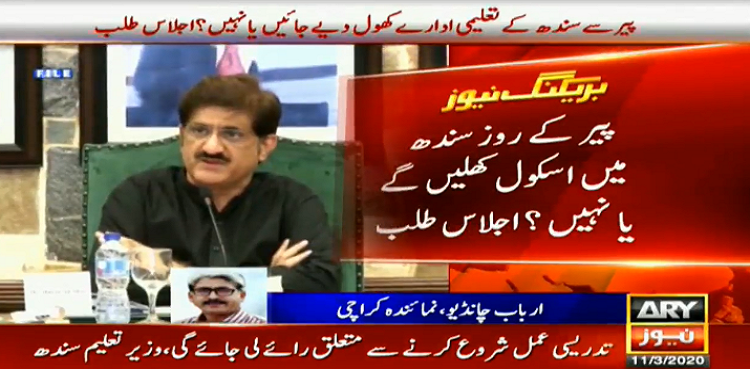 پیر سے سندھ کے تعلیمی ادارے کھول دیے جائیں یا نہیں؟ اجلاس طلب
FILE
بریکنگ نیوز
پیر کے روز سندھ
میں اسکول کھلیں گے
یا نہیں؟ اجلاس طلب
ارباب چانڈیو، نمائندہ کراچی
ARY
نیوز
تدریسی عمل شروع کرنے سے متعلق رائے لی جائے گی، وزیر تعلیم سندھ
11/3/2020